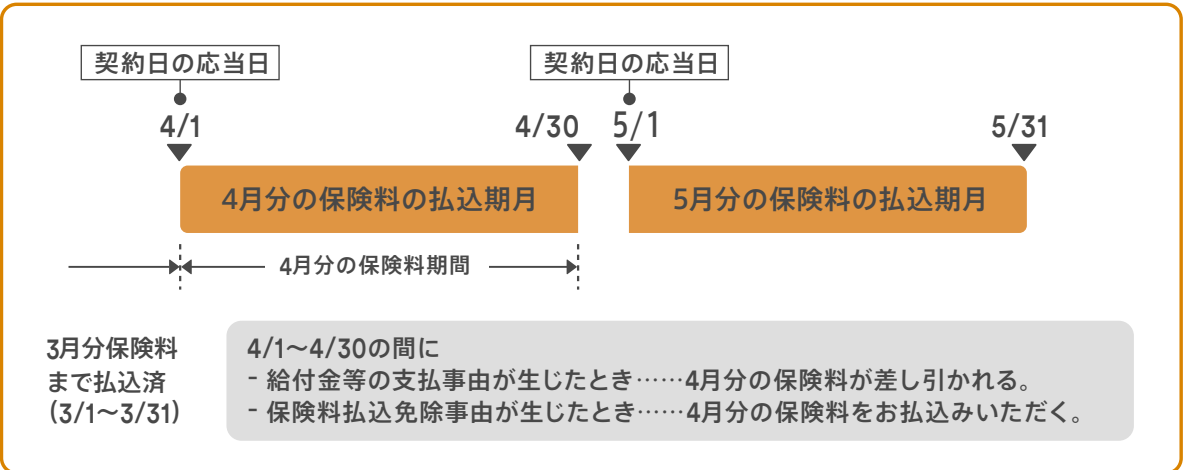 契約日の応当日
契約日の応当日
4/1
4/30
5/1
5/31
4月分の保険料の払込期月
5月分の保険料の払込期月
4月分の保険料期間
3月分保険料
まで払込済
(3/1〜3/31)
4/1〜4/30の間に
- 給付金等の支払事由が生じたとき……4月分の保険料が差し引かれる。
- 保険料払込免除事由が生じたとき……4月分の保険料をお払込みいただく。